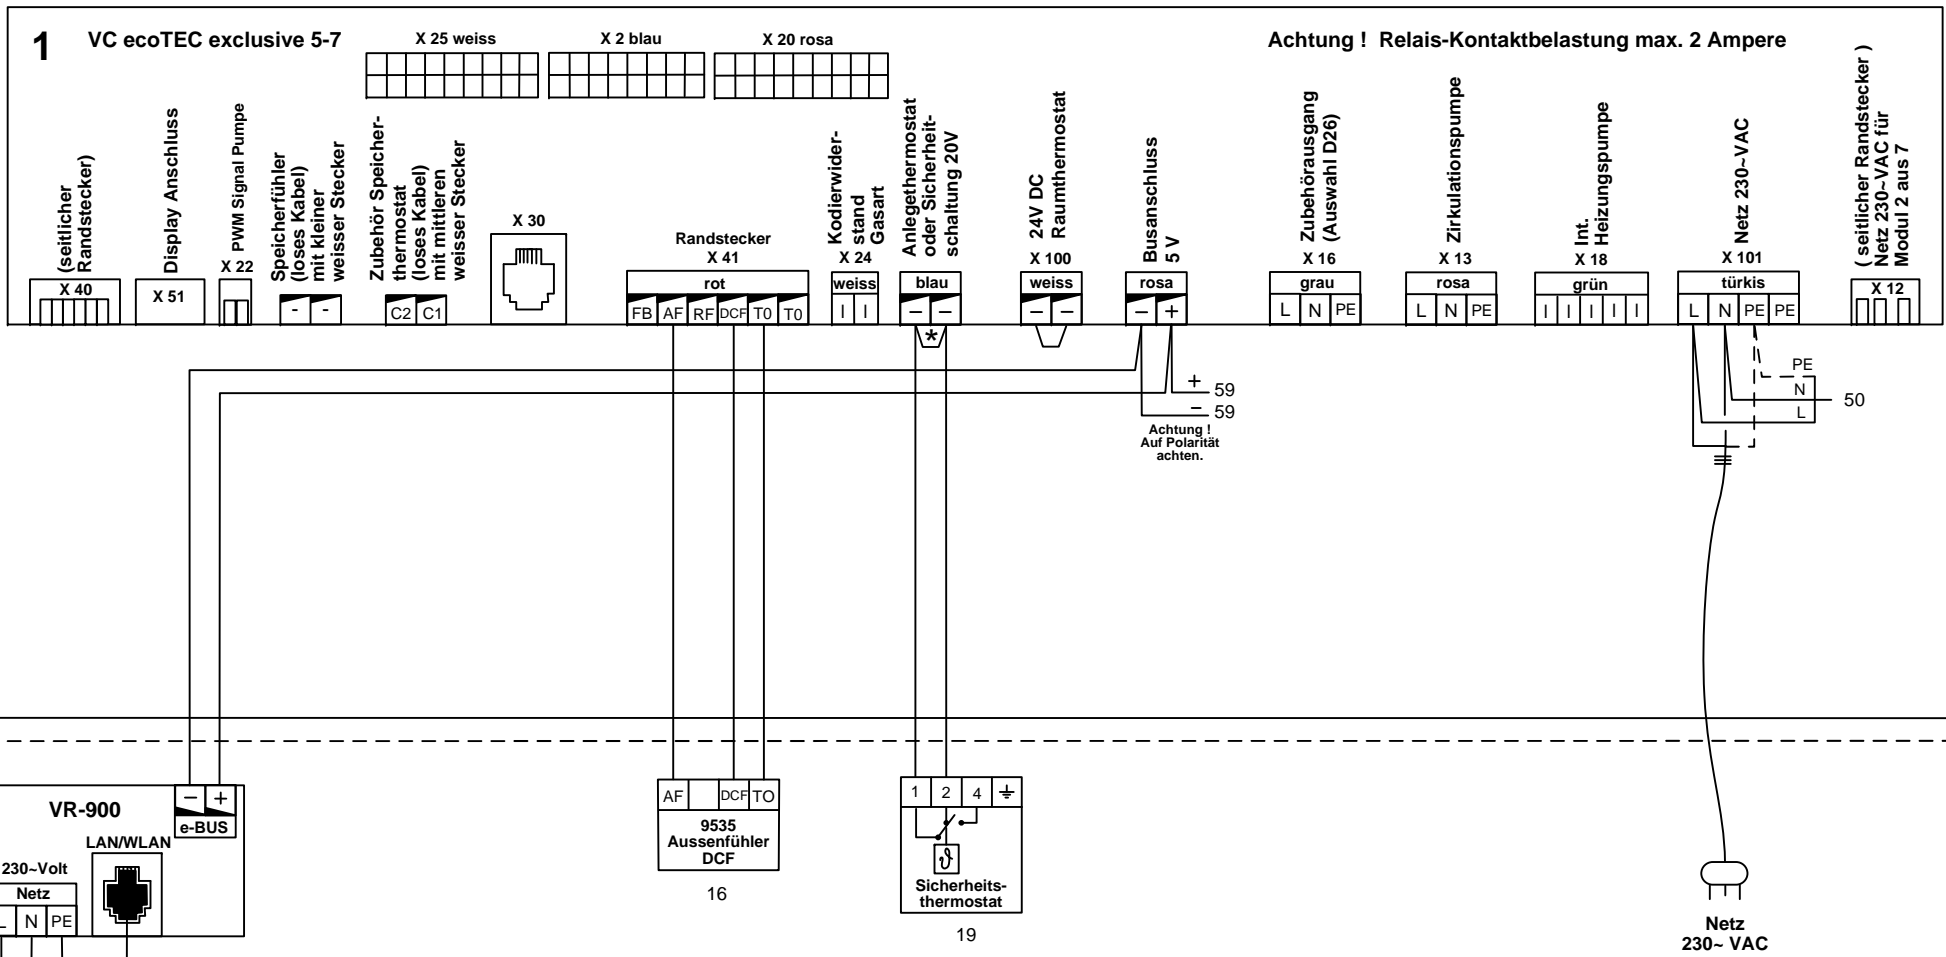 1 VC ecoTEC exclusive 5-7
X 25 weiss
X 2 blau
X 20 rosa
Achtung ! Relais-Kontaktbelastung max. 2 Ampere
(seitlicher
Randstecker)
X 40
Display Anschluss
X 51
PWM Signal Pumpe
X 22
Speicherfühler
(loses Kabel)
mit kleiner
weisser Stecker
- -
Zubehör Speicher-
thermostat
(loses Kabel)
mit mittleren
weisser Stecker
C2 C1
X 30
Randstecker
X 41
rot
FB AF RF DCF T0 T0
Kodierwider-
stand
Gasart
X 24
weiss
I I
Anlegethermostat
oder Sicherheit-
schaltung 20V
blau
– –
*
24V DC
Raumthermostat
X 100
weiss
– –
Busanschluss
5 V
rosa
– +
Zubehörausgang
(Auswahl D26)
X 16
grau
L N PE
Zirkulationspumpe
X 13
rosa
L N PE
Int.
Heizungspumpe
X 18
grün
I I I I I
Netz 230~VAC
X 101
türkis
L N PE PE
( seitlicher Randstecker )
Netz 230~VAC für
Modul 2 aus 7
X 12
+ 59
– 59
Achtung !
Auf Polarität
achten.
PE
N
L
50
VR-900
– +
e-BUS
LAN/WLAN
230~Volt
Netz
L N PE
AF DCF TO
9535
Aussenfühler
DCF
16
1 2 4
ϑ
Sicherheits-
thermostat
19
Netz
230~ VAC